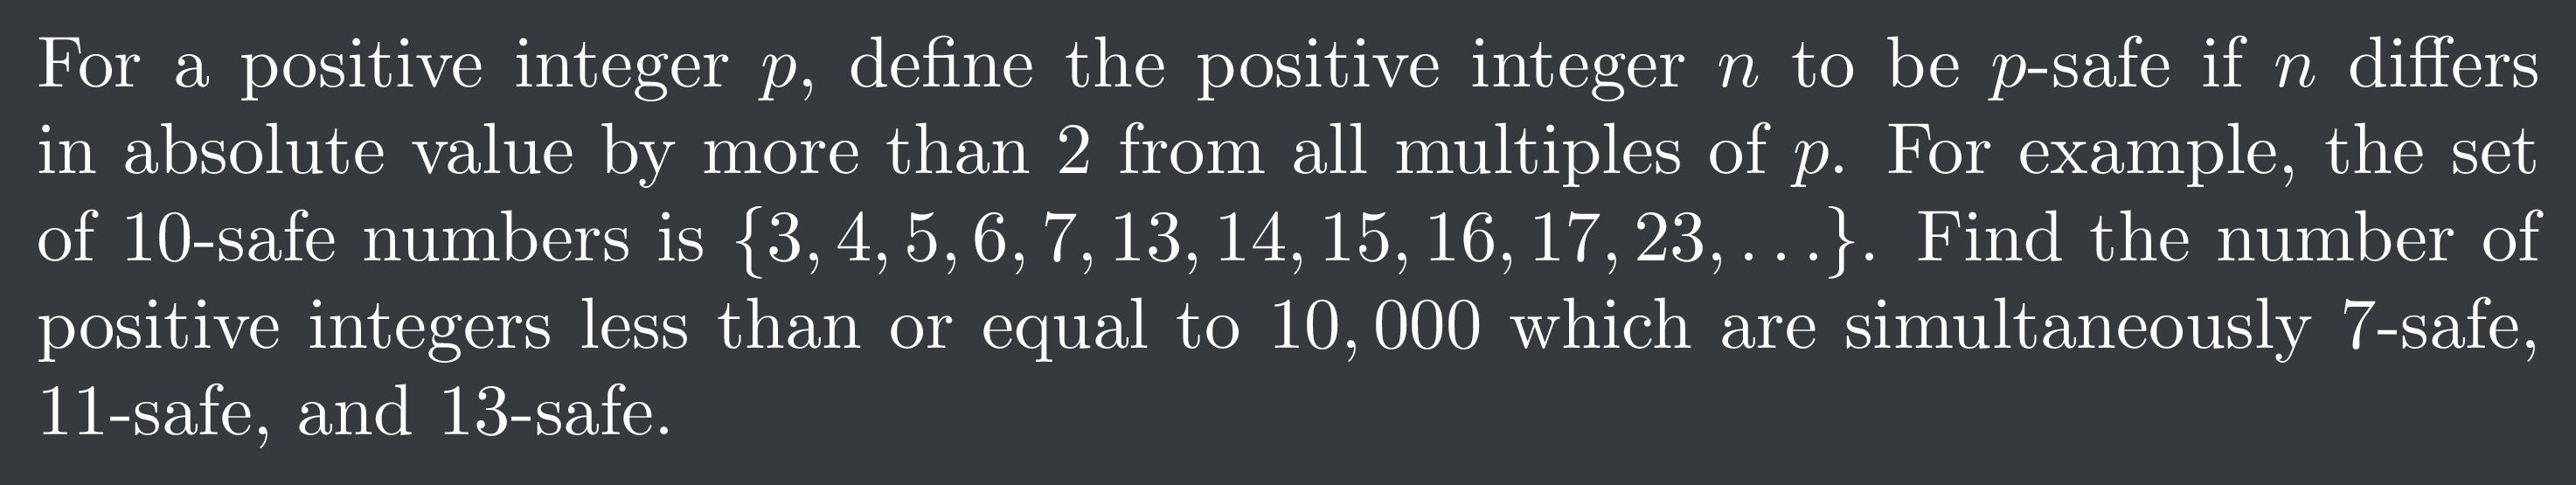 For a positive integer p, define the positive integer n to be p-safe if n differs
in absolute value by more than 2 from all multiples of p. For example, the set
of 10-safe numbers is {3, 4, 5, 6, 7, 13, 14, 15, 16, 17, 23, . . .}. Find the number of
positive integers less than or equal to 10, 000 which are simultaneously 7-safe,
11-safe, and 13-safe.